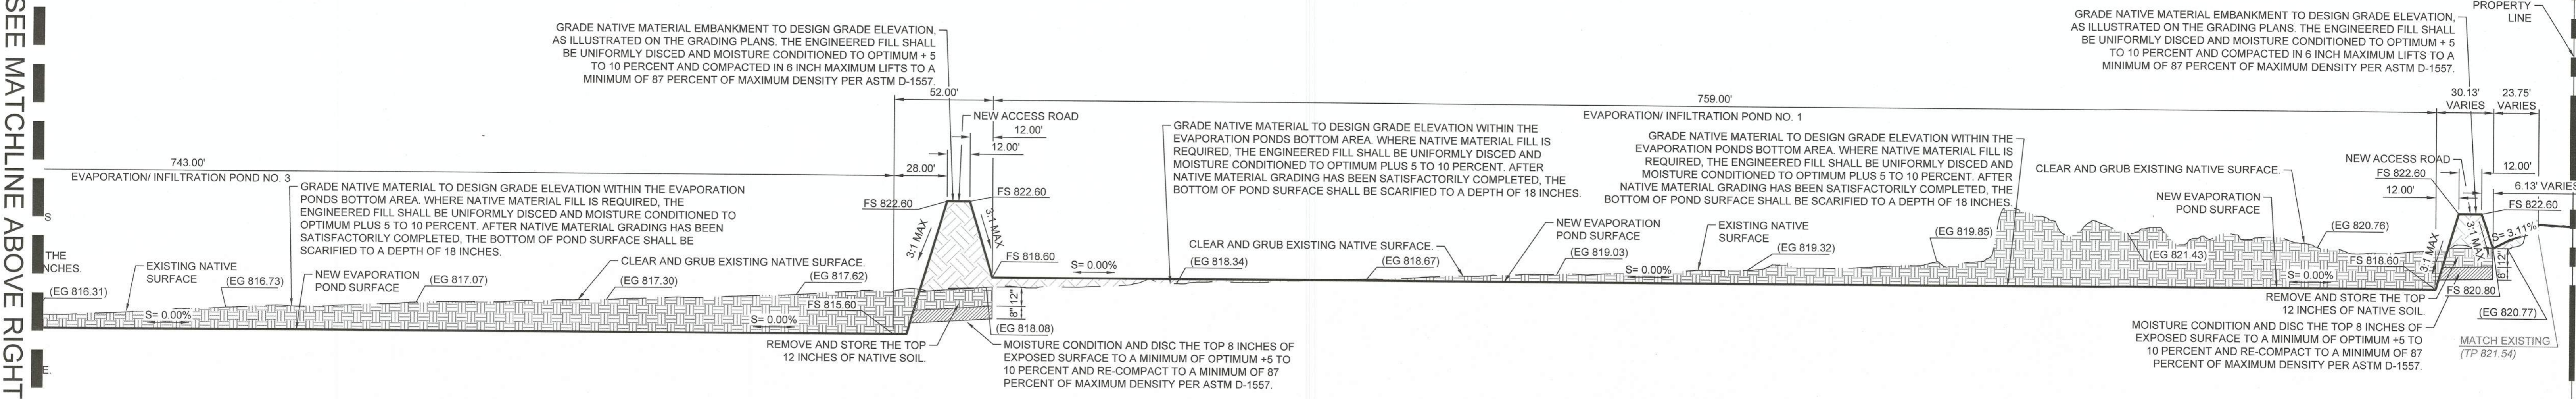 SEE MATCHLINE ABOVE RIGHT
GRADE NATIVE MATERIAL EMBANKMENT TO DESIGN GRADE ELEVATION,
AS ILLUSTRATED ON THE GRADING PLANS. THE ENGINEERED FILL SHALL
BE UNIFORMLY DISCED AND MOISTURE CONDITIONED TO OPTIMUM + 5
TO 10 PERCENT AND COMPACTED IN 6 INCH MAXIMUM LIFTS TO A
MINIMUM OF 87 PERCENT OF MAXIMUM DENSITY PER ASTM D-1557.
GRADE NATIVE MATERIAL EMBANKMENT TO DESIGN GRADE ELEVATION,
AS ILLUSTRATED ON THE GRADING PLANS. THE ENGINEERED FILL SHALL
BE UNIFORMLY DISCED AND MOISTURE CONDITIONED TO OPTIMUM + 5
TO 10 PERCENT AND COMPACTED IN 6 INCH MAXIMUM LIFTS TO A
MINIMUM OF 87 PERCENT OF MAXIMUM DENSITY PER ASTM D-1557.
PROPERTY
LINE
52.00'
759.00'
EVAPORATION/ INFILTRATION POND NO. 1
30.13'
VARIES
23.75'
VARIES
743.00'
EVAPORATION/ INFILTRATION POND NO. 3
28.00'
NEW ACCESS ROAD
12.00'
12.00'
FS 822.60
FS 822.60
3:1 MAX
3:1 MAX
GRADE NATIVE MATERIAL TO DESIGN GRADE ELEVATION WITHIN THE EVAPORATION
PONDS BOTTOM AREA. WHERE NATIVE MATERIAL FILL IS REQUIRED, THE
ENGINEERED FILL SHALL BE UNIFORMLY DISCED AND MOISTURE CONDITIONED TO
OPTIMUM PLUS 5 TO 10 PERCENT. AFTER NATIVE MATERIAL GRADING HAS BEEN
SATISFACTORILY COMPLETED, THE BOTTOM OF POND SURFACE SHALL BE
SCARIFIED TO A DEPTH OF 18 INCHES.
S
THE
NCHES.
E.
(EG 816.31)
EXISTING NATIVE
SURFACE
(EG 816.73)
NEW EVAPORATION
POND SURFACE
(EG 817.07)
CLEAR AND GRUB EXISTING NATIVE SURFACE.
(EG 817.30)
(EG 817.62)
S= 0.00%
S= 0.00%
FS 815.60
FS 818.60
S= 0.00%
12"
8"
(EG 818.08)
REMOVE AND STORE THE TOP
12 INCHES OF NATIVE SOIL.
MOISTURE CONDITION AND DISC THE TOP 8 INCHES OF
EXPOSED SURFACE TO A MINIMUM OF OPTIMUM +5 TO
10 PERCENT AND RE-COMPACT TO A MINIMUM OF 87
PERCENT OF MAXIMUM DENSITY PER ASTM D-1557.
GRADE NATIVE MATERIAL TO DESIGN GRADE ELEVATION WITHIN THE
EVAPORATION PONDS BOTTOM AREA. WHERE NATIVE MATERIAL FILL IS
REQUIRED, THE ENGINEERED FILL SHALL BE UNIFORMLY DISCED AND
MOISTURE CONDITIONED TO OPTIMUM PLUS 5 TO 10 PERCENT. AFTER
NATIVE MATERIAL GRADING HAS BEEN SATISFACTORILY COMPLETED, THE
BOTTOM OF POND SURFACE SHALL BE SCARIFIED TO A DEPTH OF 18 INCHES.
GRADE NATIVE MATERIAL TO DESIGN GRADE ELEVATION WITHIN THE
EVAPORATION PONDS BOTTOM AREA. WHERE NATIVE MATERIAL FILL IS
REQUIRED, THE ENGINEERED FILL SHALL BE UNIFORMLY DISCED AND
MOISTURE CONDITIONED TO OPTIMUM PLUS 5 TO 10 PERCENT. AFTER
NATIVE MATERIAL GRADING HAS BEEN SATISFACTORILY COMPLETED, THE
BOTTOM OF POND SURFACE SHALL BE SCARIFIED TO A DEPTH OF 18 INCHES.
(EG 818.34)
CLEAR AND GRUB EXISTING NATIVE SURFACE.
(EG 818.67)
NEW EVAPORATION
POND SURFACE
(EG 819.03)
S= 0.00%
EXISTING NATIVE
SURFACE
(EG 819.32)
(EG 819.85)
CLEAR AND GRUB EXISTING NATIVE SURFACE.
NEW EVAPORATION
POND SURFACE
(EG 821.43)
(EG 820.76)
S= 0.00%
NEW ACCESS ROAD
FS 822.60
12.00'
12.00'
6.13' VARIES
FS 822.60
S= 3.11%
3:1 MAX
3:1 MAX
FS 818.60
12"
8"
FS 820.80
(EG 820.77)
REMOVE AND STORE THE TOP
12 INCHES OF NATIVE SOIL.
MOISTURE CONDITION AND DISC THE TOP 8 INCHES OF
EXPOSED SURFACE TO A MINIMUM OF OPTIMUM +5 TO
10 PERCENT AND RE-COMPACT TO A MINIMUM OF 87
PERCENT OF MAXIMUM DENSITY PER ASTM D-1557.
MATCH EXISTING
(TP 821.54)